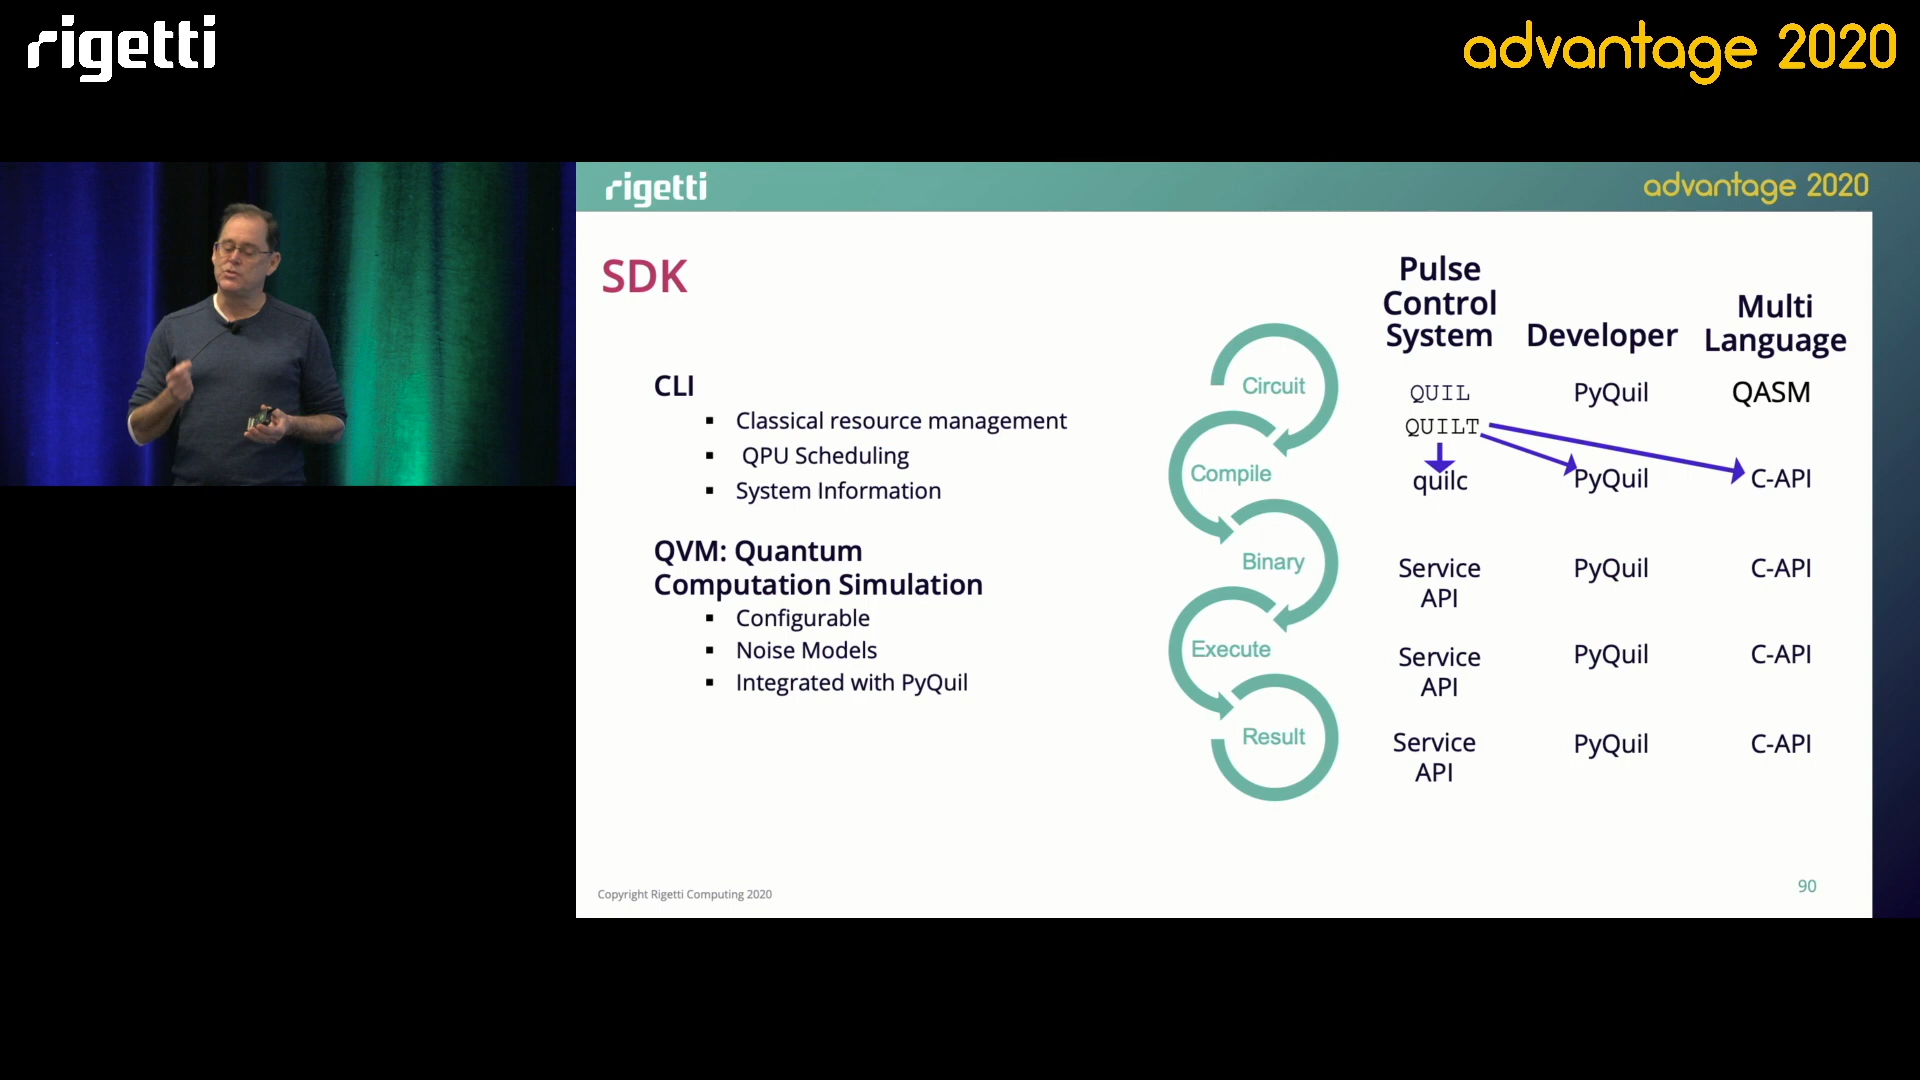 rigetti
advantage 2020
rigetti
advantage 2020
SDK
CLI
▪ Classical resource management
▪ QPU Scheduling
▪ System Information
QVM: Quantum
Computation Simulation
▪ Configurable
▪ Noise Models
▪ Integrated with PyQuil
Circuit
Compile
Binary
Execute
Result
Pulse
Control
System
Developer
Multi
Language
QUIL
PyQuil
QASM
QUILT
quilc
PyQuil
C-API
Service
API
PyQuil
C-API
Service
API
PyQuil
C-API
Service
API
PyQuil
C-API
Copyright Rigetti Computing 2020
90